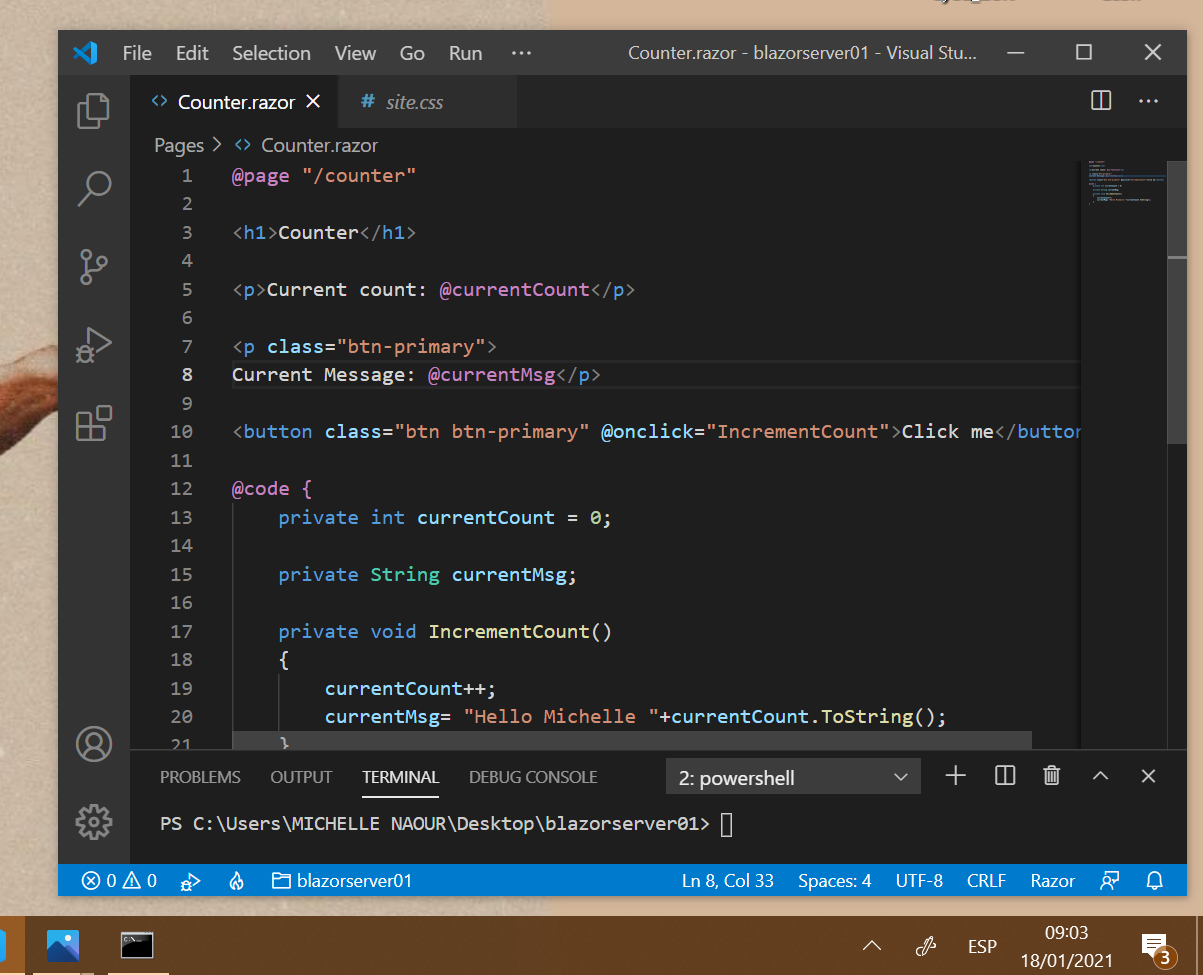 File Edit Selection View Go Run ··· Counter.razor - blazorserver01 - Visual Stu...
Counter.razor # site.css
Pages > Counter.razor
1 @page "/counter"
2
3 <h1>Counter</h1>
4
5 <p>Current count: @currentCount</p>
6
7 <p class="btn-primary">
8 Current Message: @currentMsg</p>
9
10 <button class="btn btn-primary" @onclick="IncrementCount">Click me</button
11
12 @code {
13 private int currentCount = 0;
14
15 private String currentMsg;
16
17 private void IncrementCount()
18 {
19 currentCount++;
20 currentMsg= "Hello Michelle "+currentCount.ToString();
21 }
PROBLEMS OUTPUT TERMINAL DEBUG CONSOLE 2: powershell
PS C:\Users\MICHELLE NAOUR\Desktop\blazorserver01>
0 0 blazorserver01 Ln 8, Col 33 Spaces: 4 UTF-8 CRLF Razor
ESP
09:03
18/01/2021
3